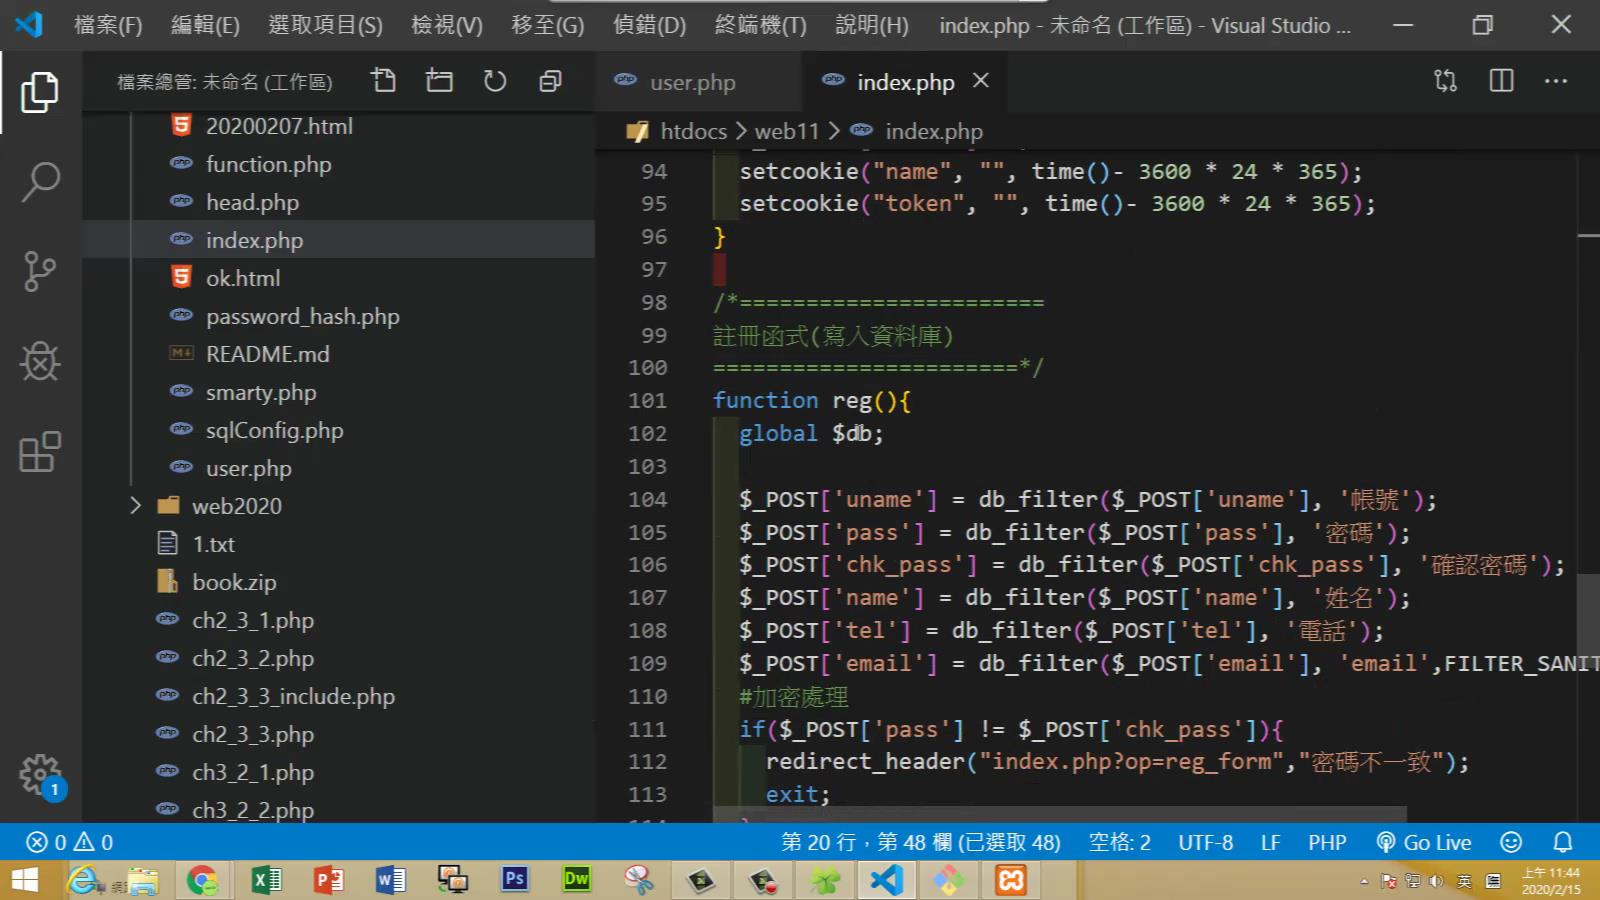 檔案(F) 編輯(E) 選取項目(S) 檢視(V) 移至(G) 偵錯(D) 終端機(T) 說明(H) index.php - 未命名 (工作區) - Visual Studio ...
檔案總管: 未命名 (工作區)
user.php index.php
htdocs > web11 > index.php
20200207.html
function.php
head.php
index.php
ok.html
password_hash.php
README.md
smarty.php
sqlConfig.php
user.php
web2020
1.txt
book.zip
ch2_3_1.php
ch2_3_2.php
ch2_3_3_include.php
ch2_3_3.php
ch3_2_1.php
ch3_2_2.php
94 setcookie("name", "", time()- 3600 * 24 * 365);
95 setcookie("token", "", time()- 3600 * 24 * 365);
96 }
97
98 /*=======================
99 註冊函式(寫入資料庫)
100 =======================*/
101 function reg(){
102 global $db;
103
104 $_POST['uname'] = db_filter($_POST['uname'], '帳號');
105 $_POST['pass'] = db_filter($_POST['pass'], '密碼');
106 $_POST['chk_pass'] = db_filter($_POST['chk_pass'], '確認密碼');
107 $_POST['name'] = db_filter($_POST['name'], '姓名');
108 $_POST['tel'] = db_filter($_POST['tel'], '電話');
109 $_POST['email'] = db_filter($_POST['email'], 'email',FILTER_SANIT
110 #加密處理
111 if($_POST['pass'] != $_POST['chk_pass']){
112 redirect_header("index.php?op=reg_form","密碼不一致");
113 exit;
1
0 0 第 20 行，第 48 欄 (已選取 48) 空格: 2 UTF-8 LF PHP Go Live
Ps Dw
英
上午 11:44
2020/2/15